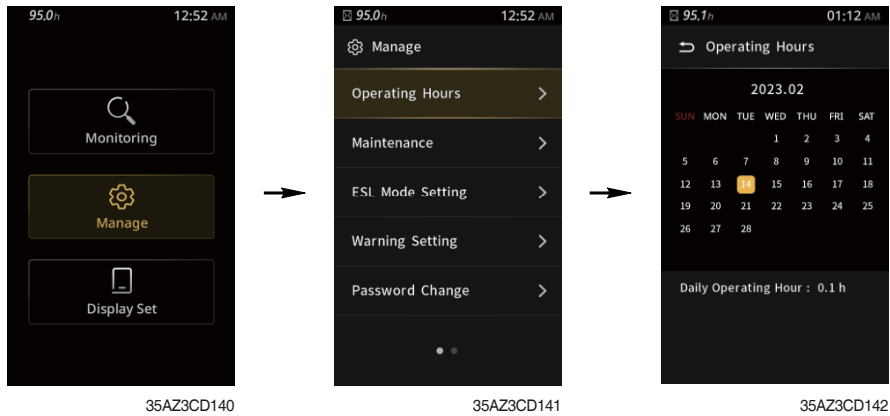 95.0h 12:52 AM
Monitoring
Manage
Display Set
35AZ3CD140
95.0h 12:52 AM
Manage
Operating Hours
Maintenance
ESL Mode Setting
Warning Setting
Password Change
35AZ3CD141
95.1h 01:12 AM
Operating Hours
2023.02
SUN MON TUE WED THU FRI SAT
1 2 3 4
5 6 7 8 9 10 11
12 13 14 15 16 17 18
19 20 21 22 23 24 25
26 27 28
Daily Operating Hour : 0.1 h
35AZ3CD142